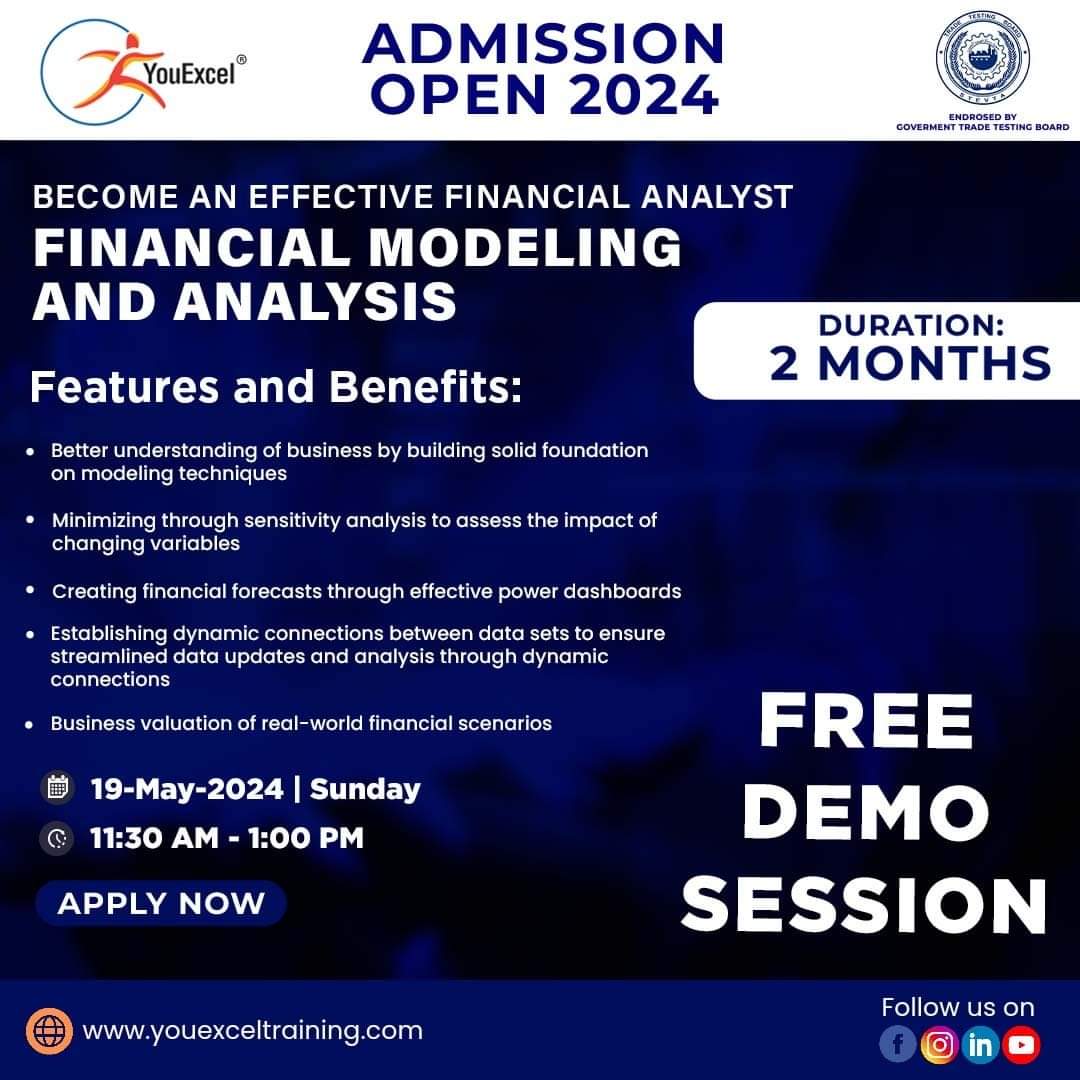 YouExcel®
ADMISSION
OPEN 2024
TRADE TESTING BOARD
STEVTA
ENDROSED BY
GOVERMENT TRADE TESTING BOARD
BECOME AN EFFECTIVE FINANCIAL ANALYST
FINANCIAL MODELING
AND ANALYSIS
DURATION:
2 MONTHS
Features and Benefits:
• Better understanding of business by building solid foundation
on modeling techniques
• Minimizing through sensitivity analysis to assess the impact of
changing variables
• Creating financial forecasts through effective power dashboards
• Establishing dynamic connections between data sets to ensure
streamlined data updates and analysis through dynamic
connections
• Business valuation of real-world financial scenarios
19-May-2024 | Sunday
11:30 AM - 1:00 PM
APPLY NOW
FREE
DEMO
SESSION
www.youexceltraining.com
Follow us on